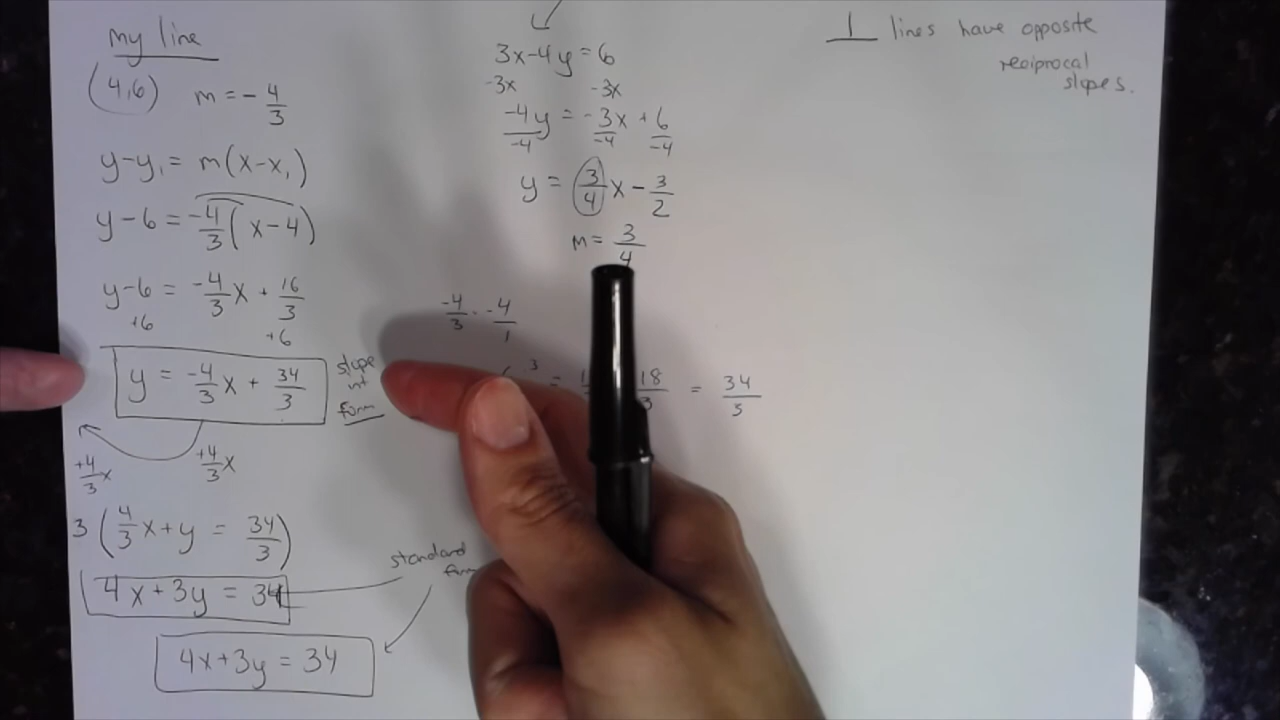 my line
(4,6) m = -4/3
y-y₁ = m(x-x₁)
y-6 = -4/3(x-4)
y-6 = -4/3x + 16/3
+6 +6
y = -4/3x + 34/3
slope
int
form
+4/3x +4/3x
3(4/3x+y = 34/3)
4x+3y = 34
standard
4x+3y = 34
3x-4y=6
-3x -3x
-4y/-4 = -3x/-4 + 6/-4
y = 3/4x - 3/2
m = 3/4
-4/3 · -4/1
= 18/3 = 34/3
⊥ lines have opposite
reciprocal
slopes.